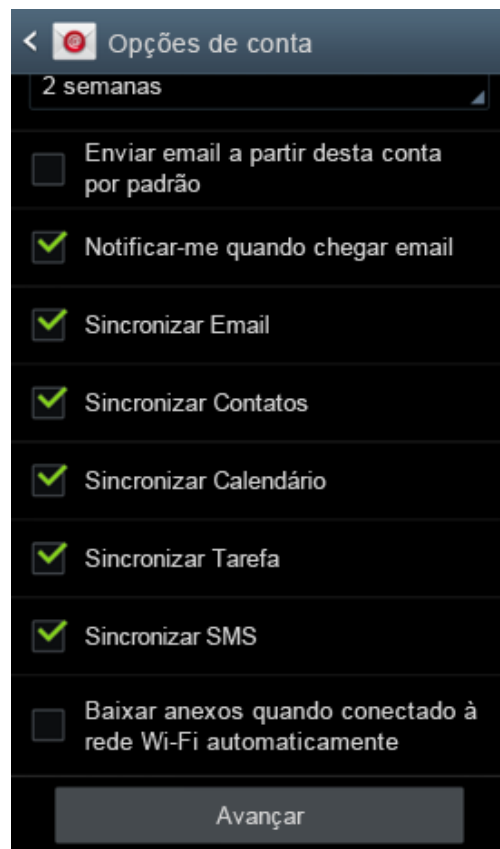 Opções de conta
2 semanas
Enviar email a partir desta conta
por padrão
Notificar-me quando chegar email
Sincronizar Email
Sincronizar Contatos
Sincronizar Calendário
Sincronizar Tarefa
Sincronizar SMS
Baixar anexos quando conectado à
rede Wi-Fi automaticamente
Avançar